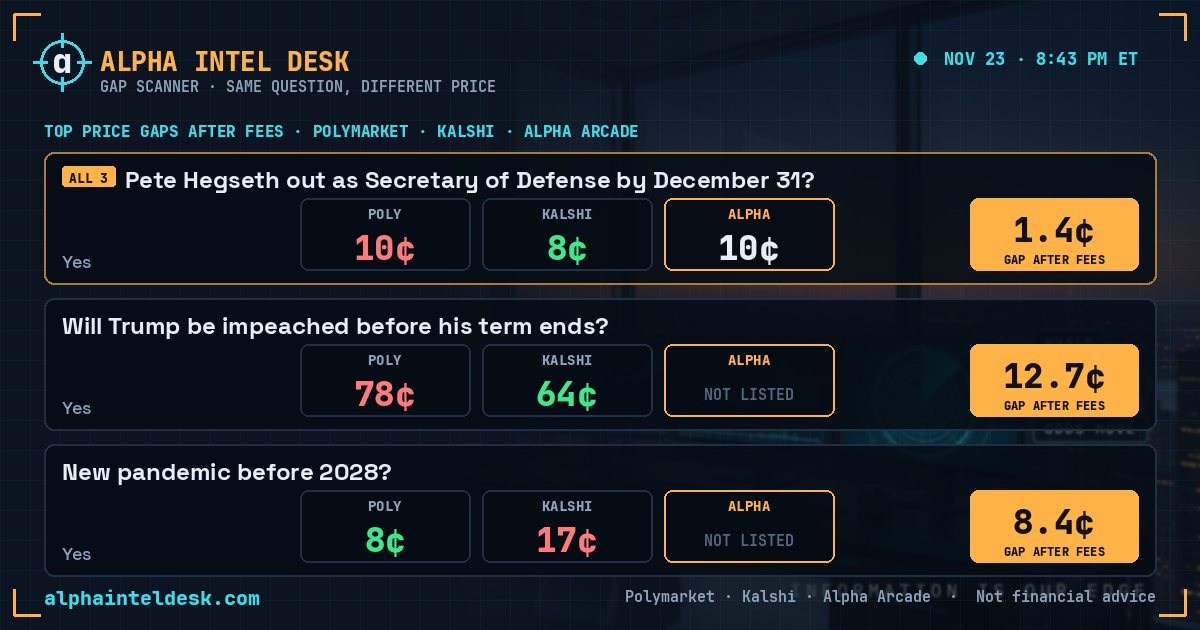 a
ALPHA INTEL DESK
GAP SCANNER · SAME QUESTION, DIFFERENT PRICE
NOV 23 · 8:43 PM ET
TOP PRICE GAPS AFTER FEES · POLYMARKET · KALSHI · ALPHA ARCADE
ALL 3 Pete Hegseth out as Secretary of Defense by December 31?
POLY KALSHI ALPHA
10¢ 8¢ 10¢ 1.4¢
Yes GAP AFTER FEES
Will Trump be impeached before his term ends?
POLY KALSHI ALPHA
78¢ 64¢ NOT LISTED 12.7¢
Yes GAP AFTER FEES
New pandemic before 2028?
POLY KALSHI ALPHA
8¢ 17¢ NOT LISTED 8.4¢
Yes GAP AFTER FEES
INFORMATION IS OUR EDGE
alphainteldesk.com Polymarket · Kalshi · Alpha Arcade · Not financial advice